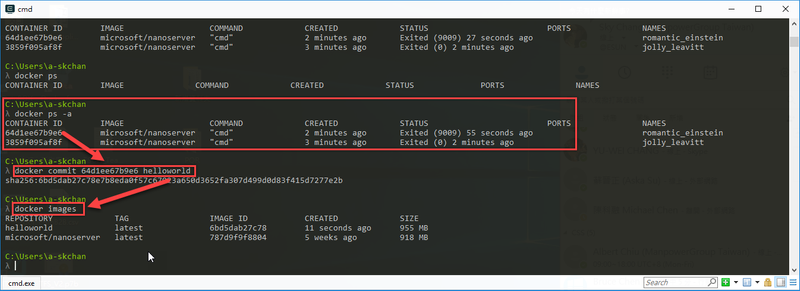 cmd
CONTAINER ID IMAGE COMMAND CREATED STATUS PORTS NAMES
64d1ee67b9e6 microsoft/nanoserver "cmd" 2 minutes ago Exited (9009) 27 seconds ago romantic_einstein
3859f095af8f microsoft/nanoserver "cmd" 3 minutes ago Exited (0) 2 minutes ago jolly_leavitt
C:\Users\a-skchan
λ docker ps
CONTAINER ID IMAGE COMMAND CREATED STATUS PORTS NAMES
C:\Users\a-skchan
λ docker ps -a
CONTAINER ID IMAGE COMMAND CREATED STATUS PORTS NAMES
64d1ee67b9e6 microsoft/nanoserver "cmd" 2 minutes ago Exited (9009) 55 seconds ago romantic_einstein
3859f095af8f microsoft/nanoserver "cmd" 3 minutes ago Exited (0) 2 minutes ago jolly_leavitt
C:\Users\a-skchan
λ docker commit 64d1ee67b9e6 helloworld
C:\Users\a-skchan
λ docker images
REPOSITORY TAG IMAGE ID CREATED SIZE
helloworld latest 6bd5dab27c78 11 seconds ago 955 MB
microsoft/nanoserver latest 787d9f9f8804 5 weeks ago 918 MB
C:\Users\a-skchan
λ
cmd.exe
Search